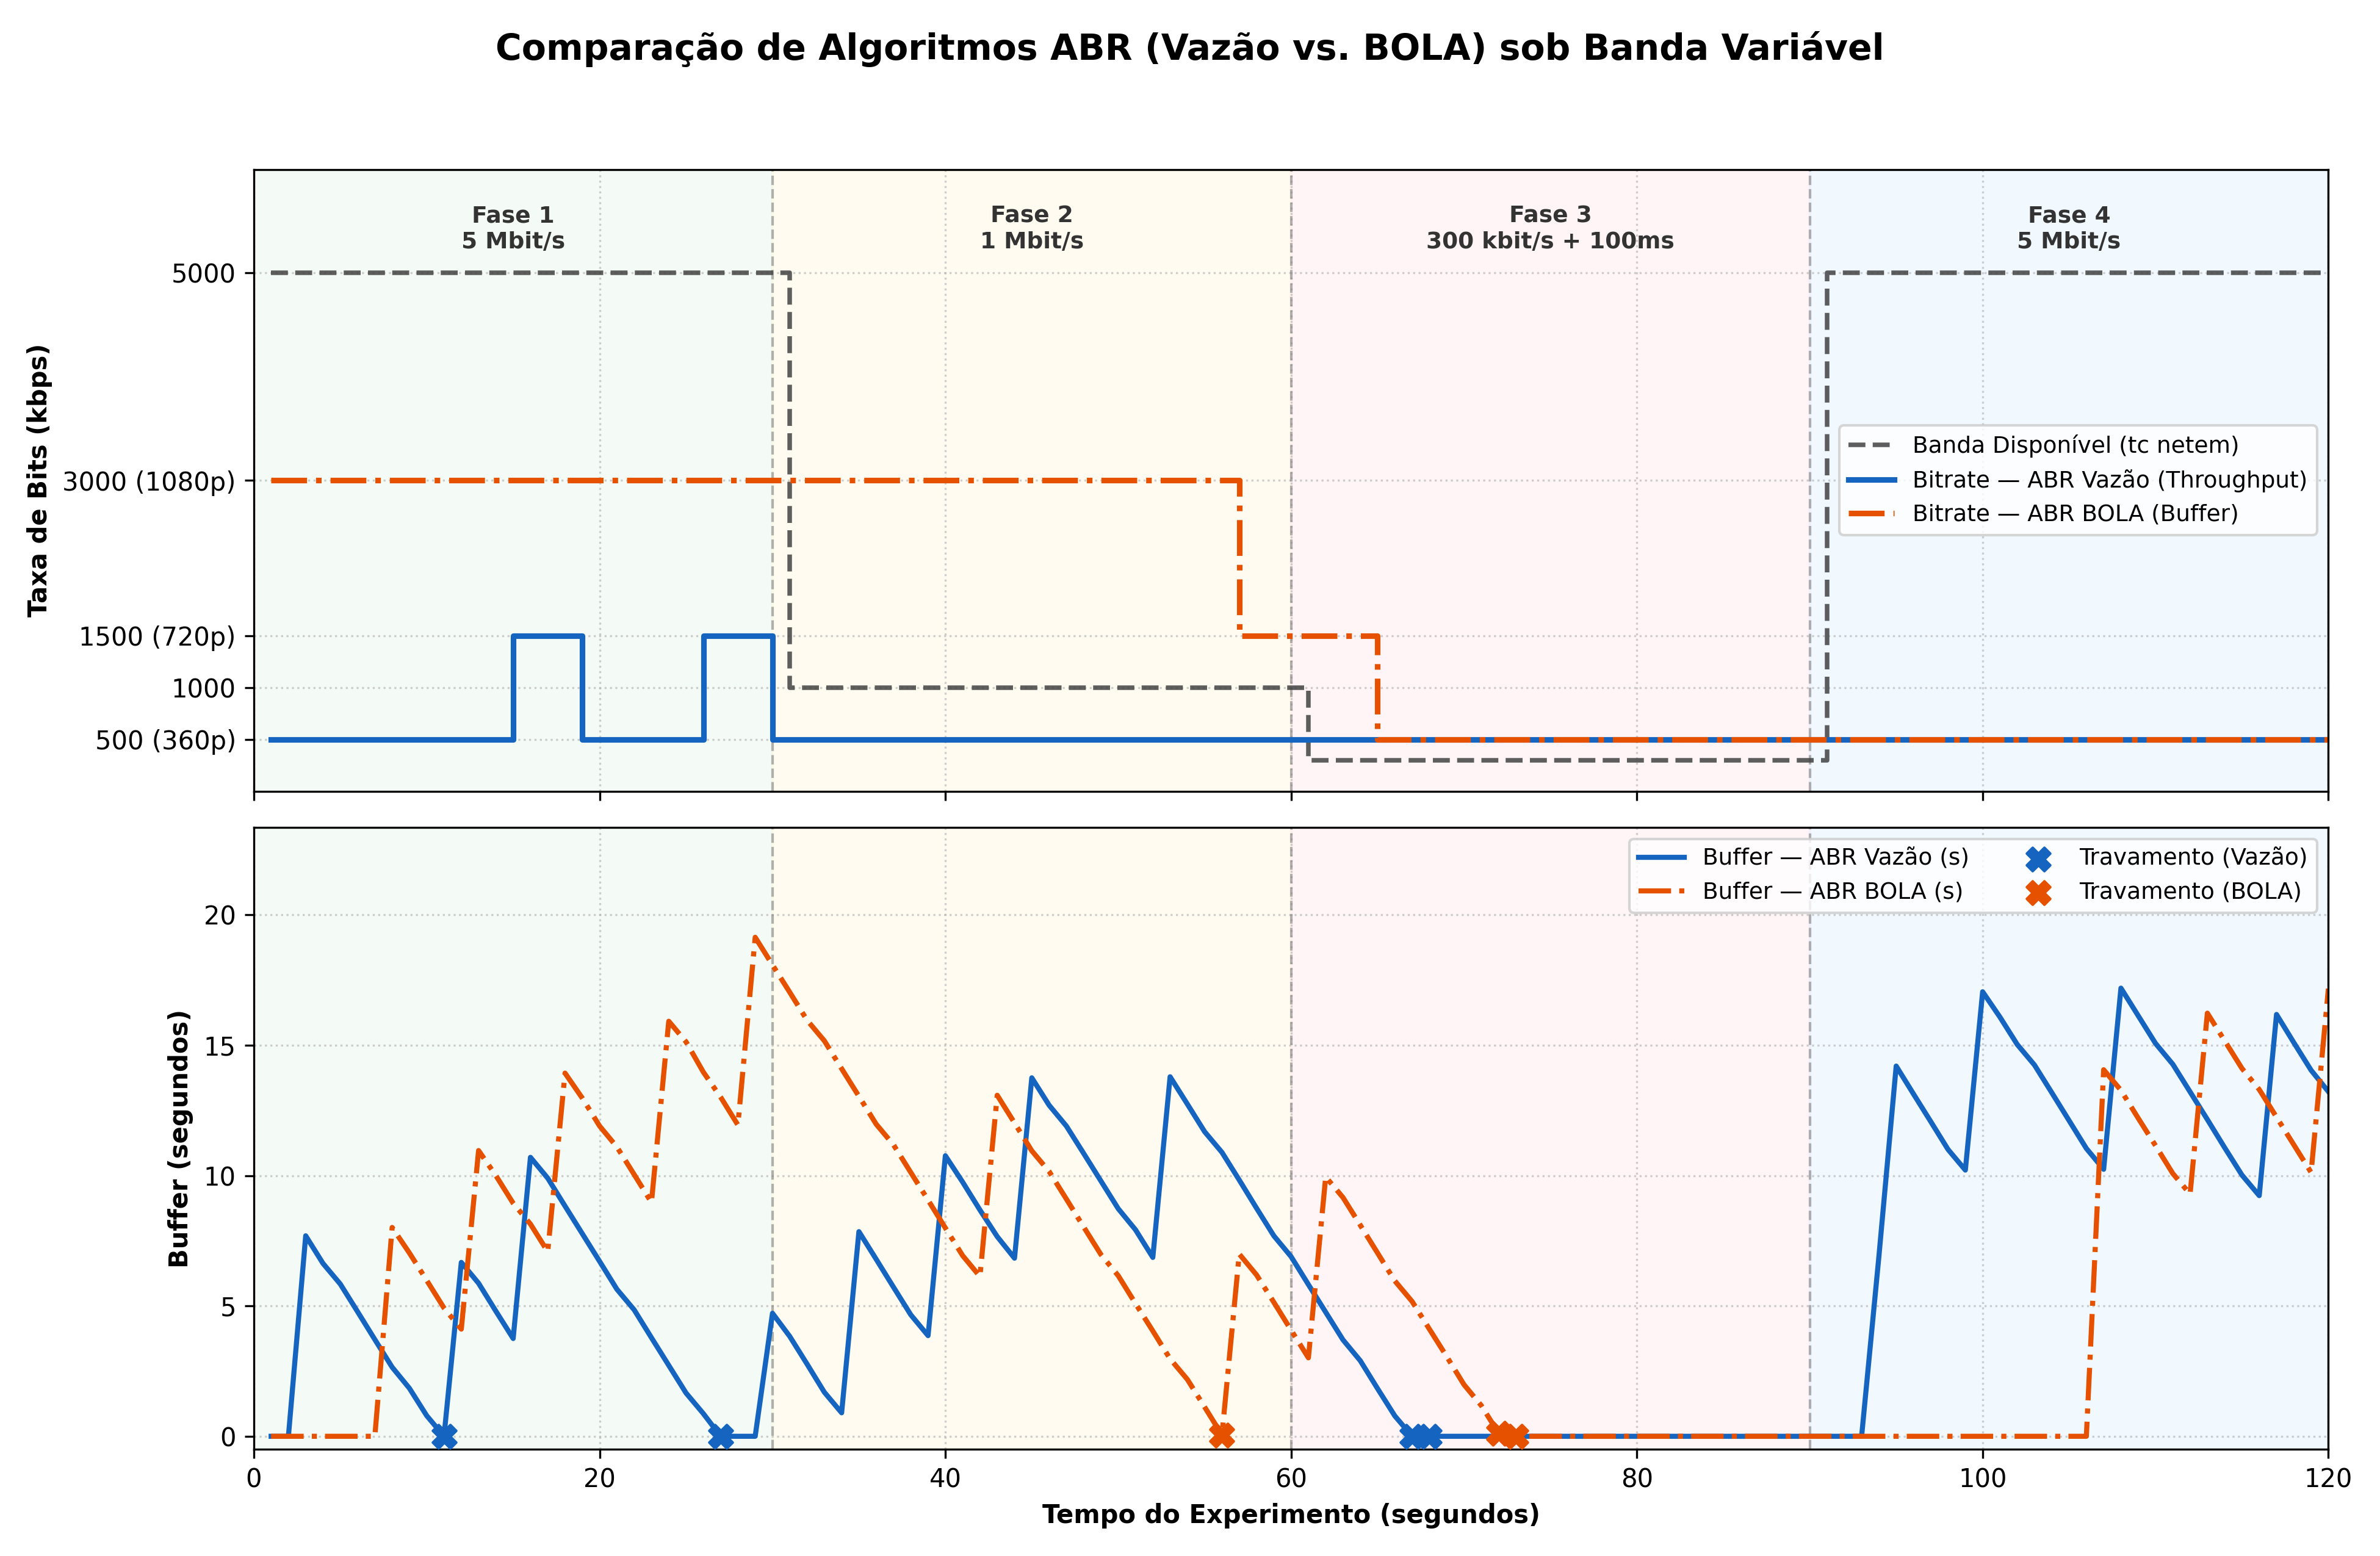 Comparação de Algoritmos ABR (Vazão vs. BOLA) sob Banda Variável
Fase 1
5 Mbit/s
Fase 2
1 Mbit/s
Fase 3
300 kbit/s + 100ms
Fase 4
5 Mbit/s
Taxa de Bits (kbps)
5000
3000 (1080p)
1500 (720p)
1000
500 (360p)
Banda Disponível (tc netem)
Bitrate — ABR Vazão (Throughput)
Bitrate — ABR BOLA (Buffer)
Buffer — ABR Vazão (s)
Buffer — ABR BOLA (s)
Travamento (Vazão)
Travamento (BOLA)
Buffer (segundos)
20
15
10
5
0
0 20 40 60 80 100 120
Tempo do Experimento (segundos)